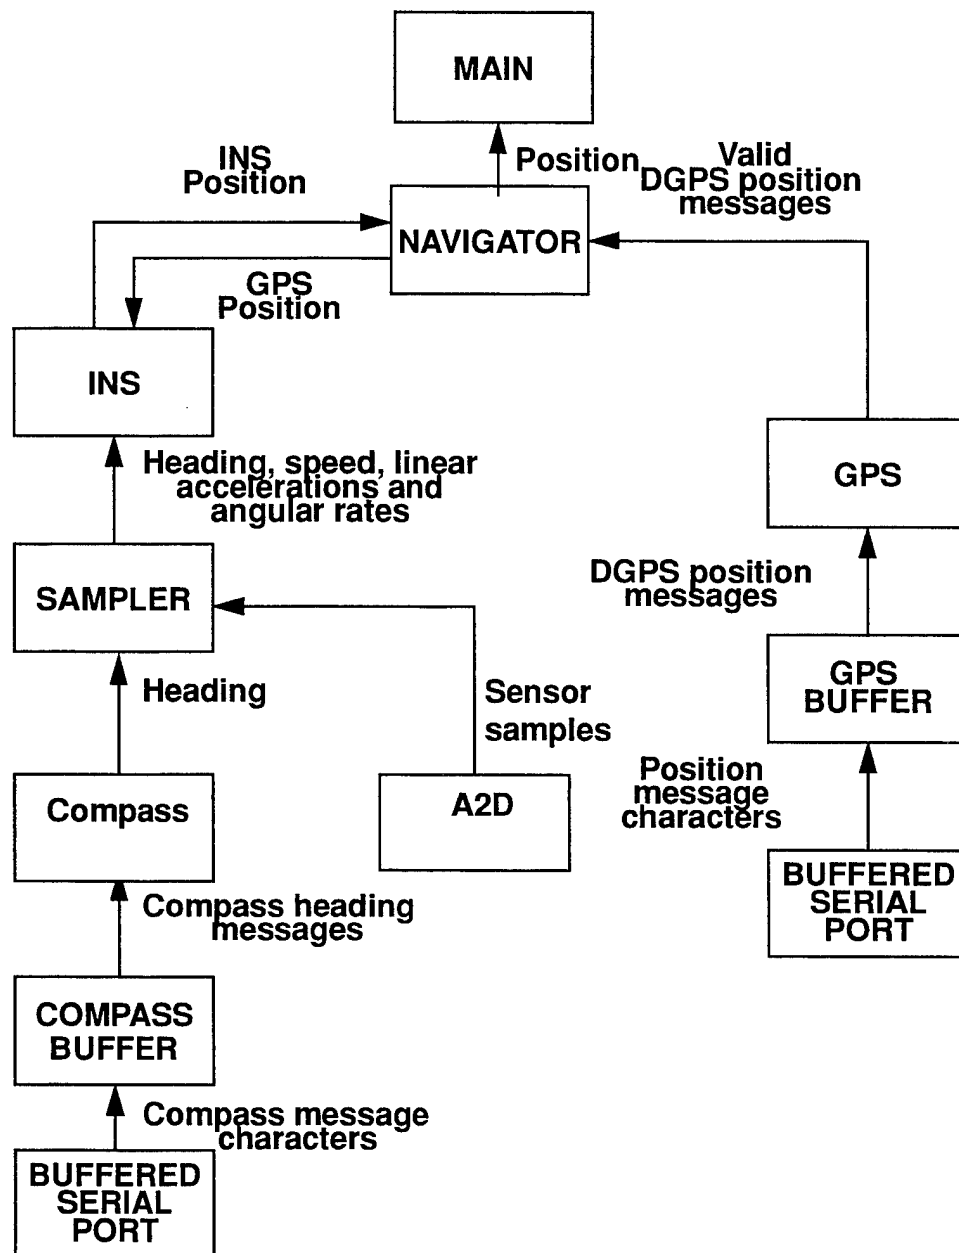 MAIN
INS
Position
Position
Valid
DGPS position
messages
NAVIGATOR
GPS
Position
INS
Heading, speed, linear
accelerations and
angular rates
GPS
SAMPLER
DGPS position
messages
Heading
Sensor
samples
GPS
BUFFER
Compass
A2D
Position
message
characters
BUFFERED
SERIAL
PORT
Compass heading
messages
COMPASS
BUFFER
Compass message
characters
BUFFERED
SERIAL
PORT